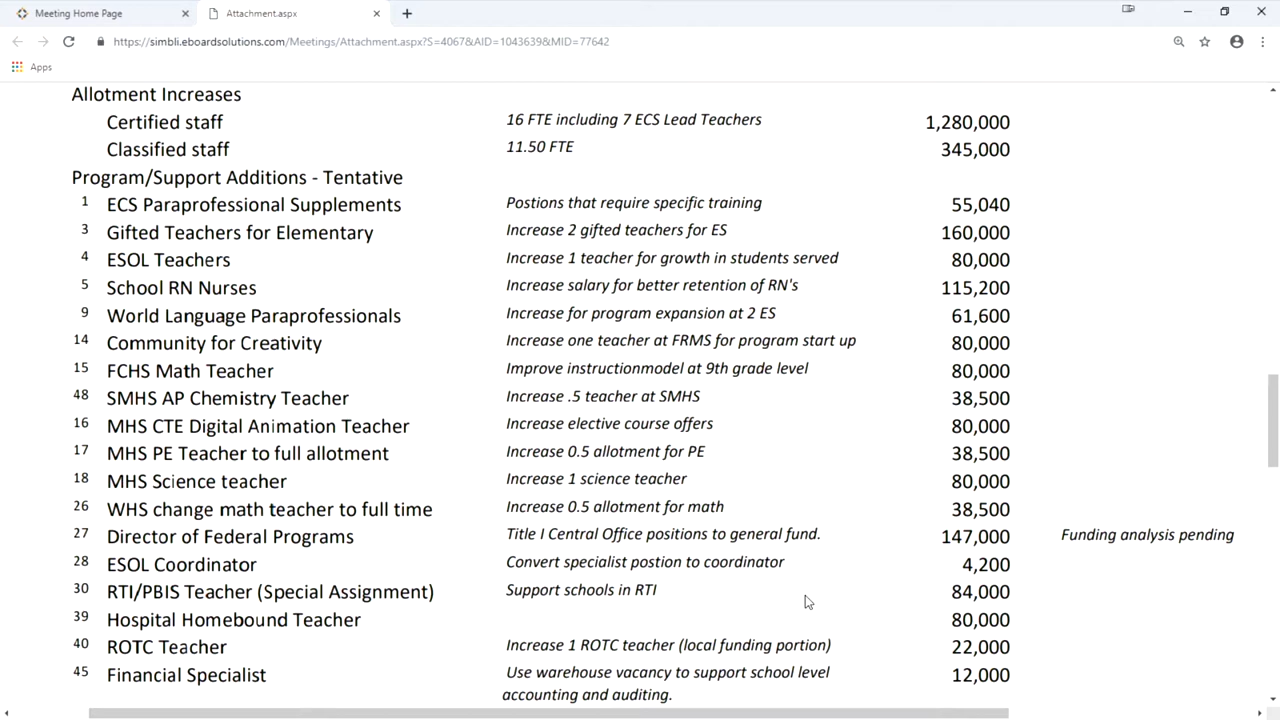 Meeting Home Page
Attachment.aspx
https://simbli.eboardsolutions.com/Meetings/Attachment.aspx?S=4067&AID=1043639&MID=77642
Apps
Allotment Increases
Certified staff 16 FTE including 7 ECS Lead Teachers 1,280,000
Classified staff 11.50 FTE 345,000
Program/Support Additions - Tentative
1 ECS Paraprofessional Supplements Postions that require specific training 55,040
3 Gifted Teachers for Elementary Increase 2 gifted teachers for ES 160,000
4 ESOL Teachers Increase 1 teacher for growth in students served 80,000
5 School RN Nurses Increase salary for better retention of RN's 115,200
9 World Language Paraprofessionals Increase for program expansion at 2 ES 61,600
14 Community for Creativity Increase one teacher at FRMS for program start up 80,000
15 FCHS Math Teacher Improve instructionmodel at 9th grade level 80,000
48 SMHS AP Chemistry Teacher Increase .5 teacher at SMHS 38,500
16 MHS CTE Digital Animation Teacher Increase elective course offers 80,000
17 MHS PE Teacher to full allotment Increase 0.5 allotment for PE 38,500
18 MHS Science teacher Increase 1 science teacher 80,000
26 WHS change math teacher to full time Increase 0.5 allotment for math 38,500
27 Director of Federal Programs Title I Central Office positions to general fund. 147,000 Funding analysis pending
28 ESOL Coordinator Convert specialist postion to coordinator 4,200
30 RTI/PBIS Teacher (Special Assignment) Support schools in RTI 84,000
39 Hospital Homebound Teacher 80,000
40 ROTC Teacher Increase 1 ROTC teacher (local funding portion) 22,000
45 Financial Specialist Use warehouse vacancy to support school level 12,000
accounting and auditing.